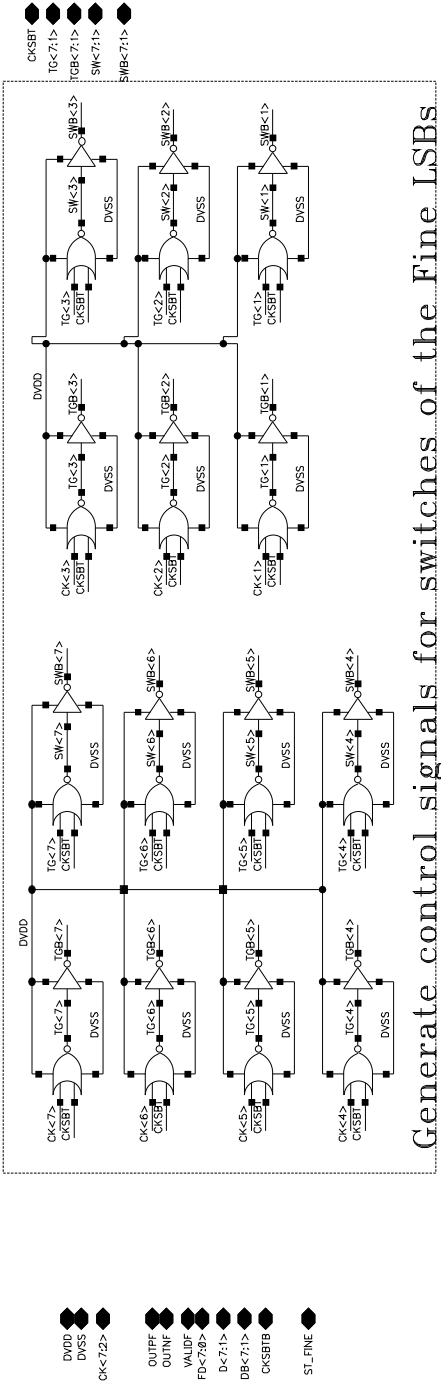 CKSBT
TG<7:1>
TGB<7:1>
SW<7:1>
SWB<7:1>
Generate control signals for switches of the Fine LSBs
DVDD
CK<7>
CKSBT
TG<7>
TGB<7>
DVSS
TG<7>
CKSBT
SW<7>
SWB<7>
DVSS
CK<6>
CKSBT
TG<6>
TGB<6>
DVSS
TG<6>
CKSBT
SW<6>
SWB<6>
DVSS
CK<5>
CKSBT
TG<5>
TGB<5>
DVSS
TG<5>
CKSBT
SW<5>
SWB<5>
DVSS
CK<4>
CKSBT
TG<4>
TGB<4>
DVSS
TG<4>
CKSBT
SW<4>
SWB<4>
DVSS
DVDD
CK<3>
CKSBT
TG<3>
TGB<3>
DVSS
TG<3>
CKSBT
SW<3>
SWB<3>
DVSS
CK<2>
CKSBT
TG<2>
TGB<2>
DVSS
TG<2>
CKSBT
SW<2>
SWB<2>
DVSS
CK<1>
CKSBT
TG<1>
TGB<1>
DVSS
TG<1>
CKSBT
SW<1>
SWB<1>
DVSS
DVDD
DVSS
CK<7:2>
OUTPF
OUTNF
VALIDF
FD<7:0>
D<7:1>
DB<7:1>
CKSBTB
ST_FINE